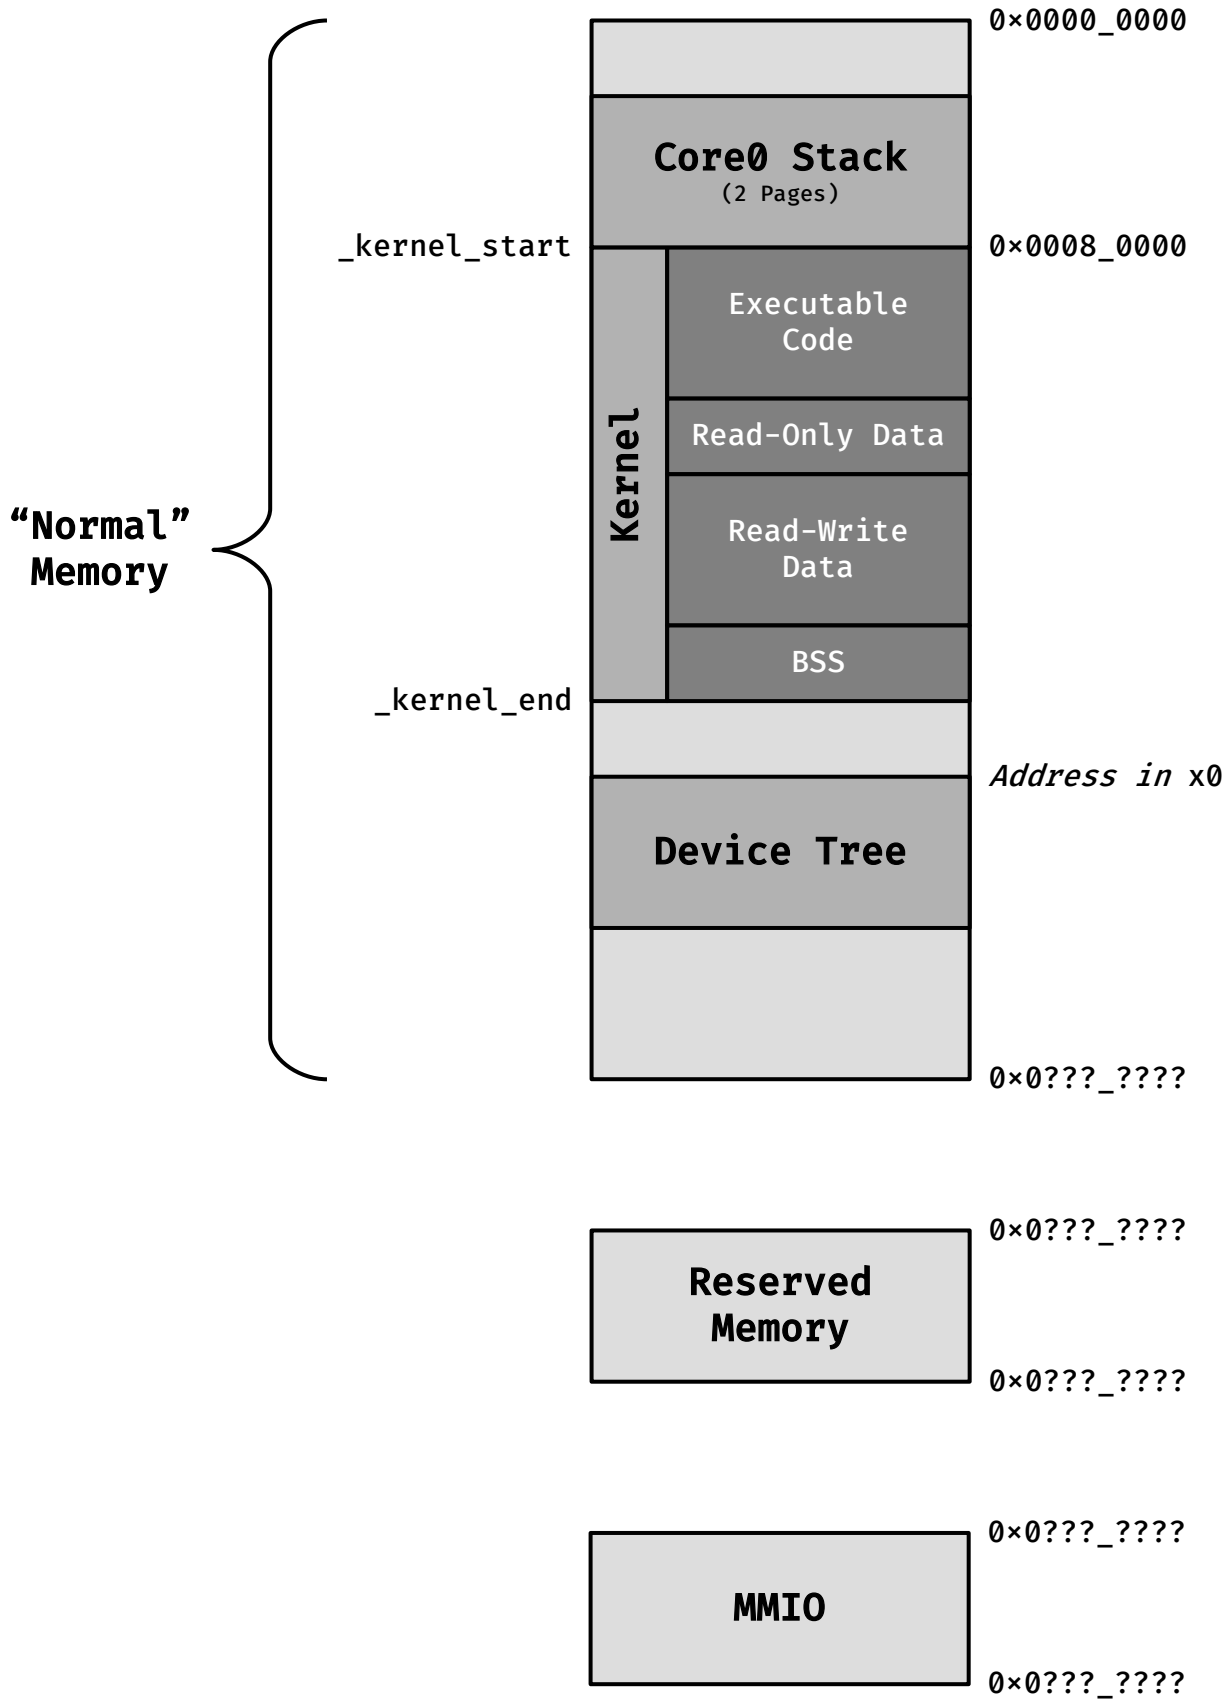 0×0000_0000
Core0 Stack
(2 Pages)
_kernel_start
0×0008_0000
Executable
Code
Read-Only Data
Kernel
“Normal”
Memory
Read-Write
Data
BSS
_kernel_end
Address in x0
Device Tree
0×0???_????
0×0???_????
Reserved
Memory
0×0???_????
0×0???_????
MMIO
0×0???_????